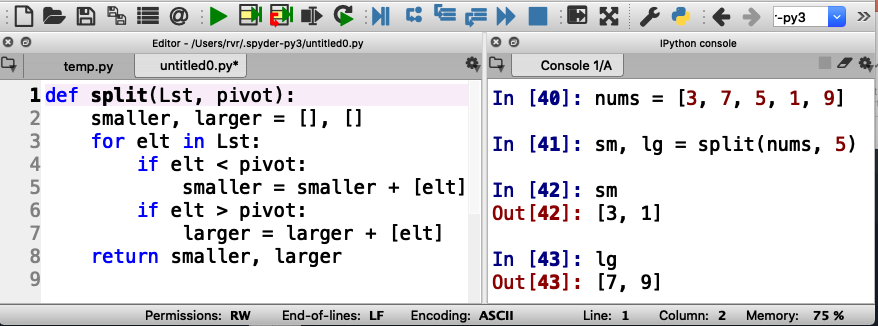 -py3
Editor - /Users/rvr/.spyder-py3/untitled0.py
IPython console
temp.py
untitled0.py*
Console 1/A
1 def split(Lst, pivot):
2     smaller, larger = [], []
3     for elt in Lst:
4         if elt < pivot:
5             smaller = smaller + [elt]
6         if elt > pivot:
7             larger = larger + [elt]
8     return smaller, larger
9
In [40]: nums = [3, 7, 5, 1, 9]
In [41]: sm, lg = split(nums, 5)
In [42]: sm
Out[42]: [3, 1]
In [43]: lg
Out[43]: [7, 9]
Permissions: RW End-of-lines: LF Encoding: ASCII Line: 1 Column: 2 Memory: 75 %